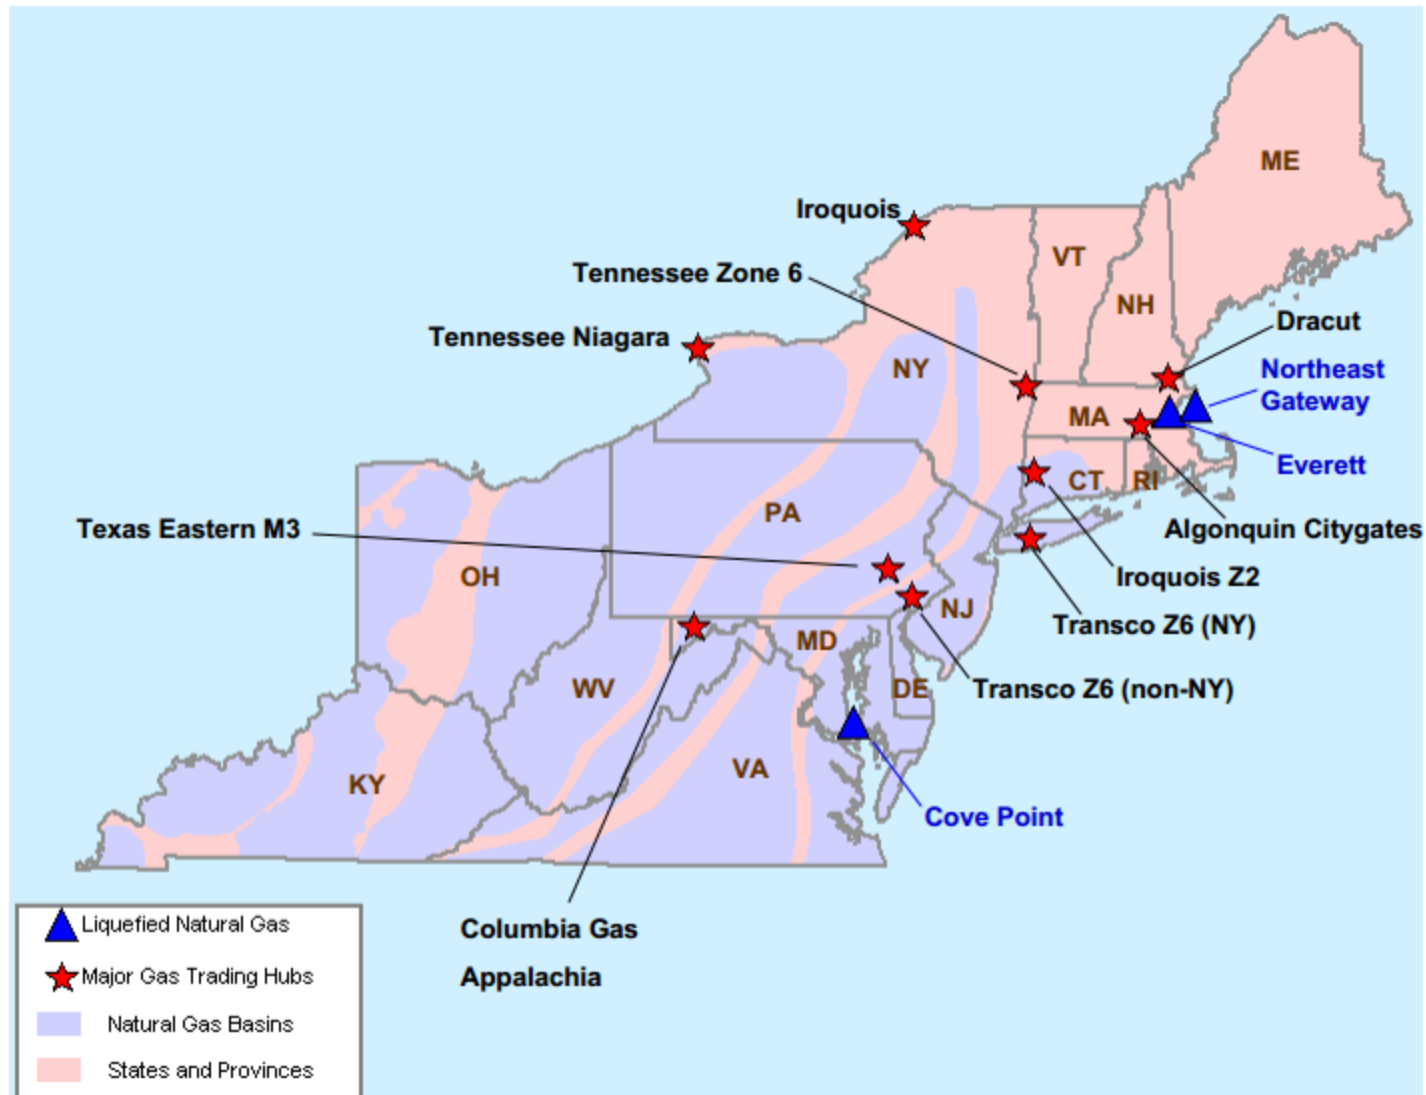 ME
Iroquois
VT
Tennessee Zone 6
NH
Dracut
Tennessee Niagara
NY
Northeast
Gateway
MA
Everett
CT
RI
PA
Texas Eastern M3
Algonquin Citygates
OH
Iroquois Z2
NJ
Transco Z6 (NY)
MD
WV
DE
Transco Z6 (non-NY)
VA
KY
Cove Point
Columbia Gas
Appalachia
Liquefied Natural Gas
Major Gas Trading Hubs
Natural Gas Basins
States and Provinces